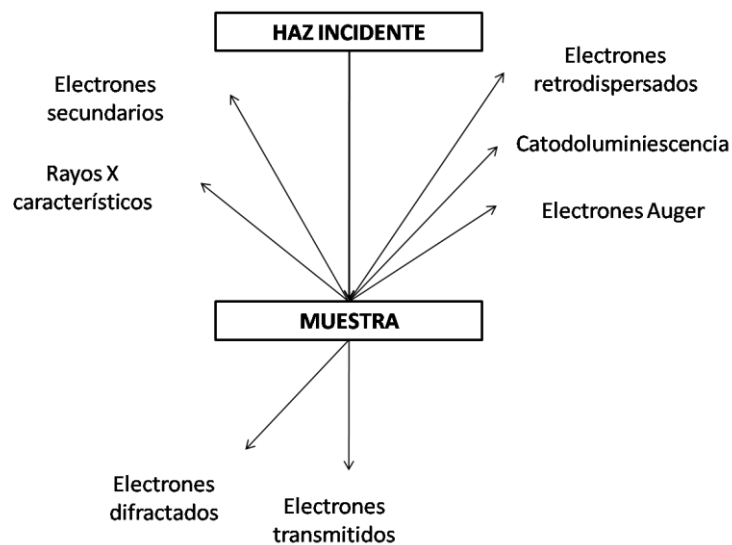 HAZ INCIDENTE
Electrones
secundarios
Rayos X
característicos
Electrones
retrodispersados
Catodoluminiescencia
Electrones Auger
MUESTRA
Electrones
difractados
Electrones
transmitidos